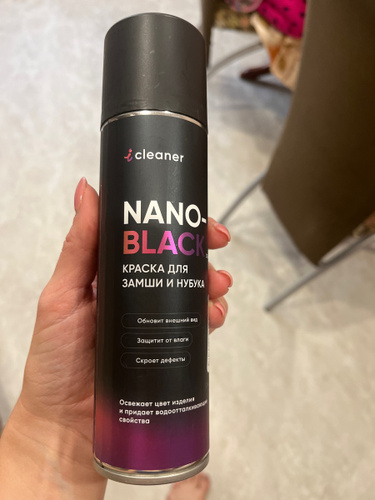 icleaner
NANO-
BLACK
КРАСКА ДЛЯ
ЗАМШИ И НУБУКА
Обновит внешний вид
Защитит от влаги
Скроет дефекты
Освежает цвет изделия
и придает водоотталкивающие
свойства